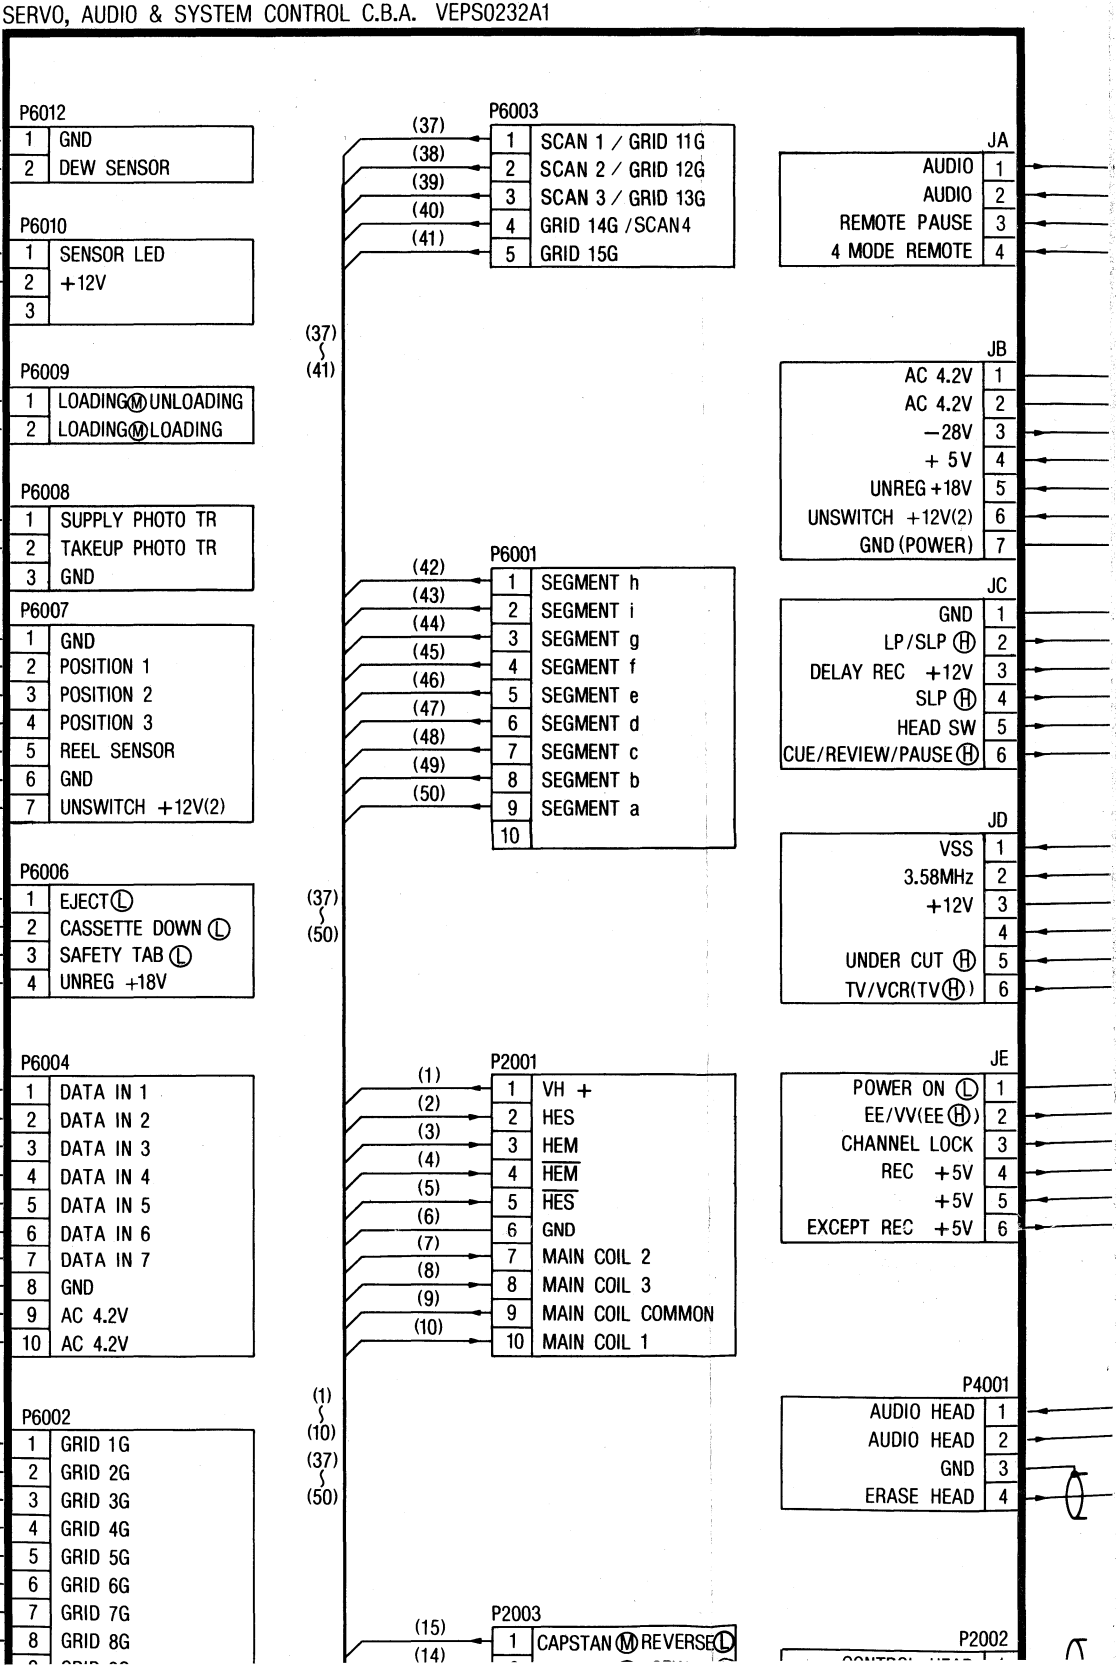 SERVO, AUDIO & SYSTEM CONTROL C.B.A. VEPS0232A1
P6012
1 GND
2 DEW SENSOR
P6010
1 SENSOR LED
2 +12V
3
P6009
1 LOADINGⓂUNLOADING
2 LOADINGⓂLOADING
P6008
1 SUPPLY PHOTO TR
2 TAKEUP PHOTO TR
3 GND
P6007
1 GND
2 POSITION 1
3 POSITION 2
4 POSITION 3
5 REEL SENSOR
6 GND
7 UNSWITCH +12V(2)
P6006
1 EJECTⓁ
2 CASSETTE DOWN Ⓛ
3 SAFETY TAB Ⓛ
4 UNREG +18V
P6004
1 DATA IN 1
2 DATA IN 2
3 DATA IN 3
4 DATA IN 4
5 DATA IN 5
6 DATA IN 6
7 DATA IN 7
8 GND
9 AC 4.2V
10 AC 4.2V
P6002
1 GRID 1G
2 GRID 2G
3 GRID 3G
4 GRID 4G
5 GRID 5G
6 GRID 6G
7 GRID 7G
8 GRID 8G
P6003
(37) 1 SCAN 1 / GRID 11G
(38) 2 SCAN 2 / GRID 12G
(39) 3 SCAN 3 / GRID 13G
(40) 4 GRID 14G /SCAN4
(41) 5 GRID 15G
(37)
(41)
P6001
(42) 1 SEGMENT h
(43) 2 SEGMENT i
(44) 3 SEGMENT g
(45) 4 SEGMENT f
(46) 5 SEGMENT e
(47) 6 SEGMENT d
(48) 7 SEGMENT c
(49) 8 SEGMENT b
(50) 9 SEGMENT a
10
(37)
(50)
P2001
(1) 1 VH +
(2) 2 HES
(3) 3 HEM
(4) 4 H̅E̅M̅
(5) 5 H̅E̅S̅
(6) 6 GND
(7) 7 MAIN COIL 2
(8) 8 MAIN COIL 3
(9) 9 MAIN COIL COMMON
(10) 10 MAIN COIL 1
(1)
(10)
(37)
(50)
P2003
(15) 1 CAPSTAN Ⓜ REVERSEⓁ
(14)
JA
AUDIO 1
AUDIO 2
REMOTE PAUSE 3
4 MODE REMOTE 4
JB
AC 4.2V 1
AC 4.2V 2
−28V 3
+ 5V 4
UNREG +18V 5
UNSWITCH +12V(2) 6
GND (POWER) 7
JC
GND 1
LP/SLP Ⓗ 2
DELAY REC +12V 3
SLP Ⓗ 4
HEAD SW 5
CUE/REVIEW/PAUSEⒽ 6
JD
VSS 1
3.58MHz 2
+12V 3
4
UNDER CUT Ⓗ 5
TV/VCR(TVⒽ) 6
JE
POWER ON Ⓛ 1
EE/VV(EEⒽ) 2
CHANNEL LOCK 3
REC +5V 4
+5V 5
EXCEPT REC +5V 6
P4001
AUDIO HEAD 1
AUDIO HEAD 2
GND 3
ERASE HEAD 4
P2002